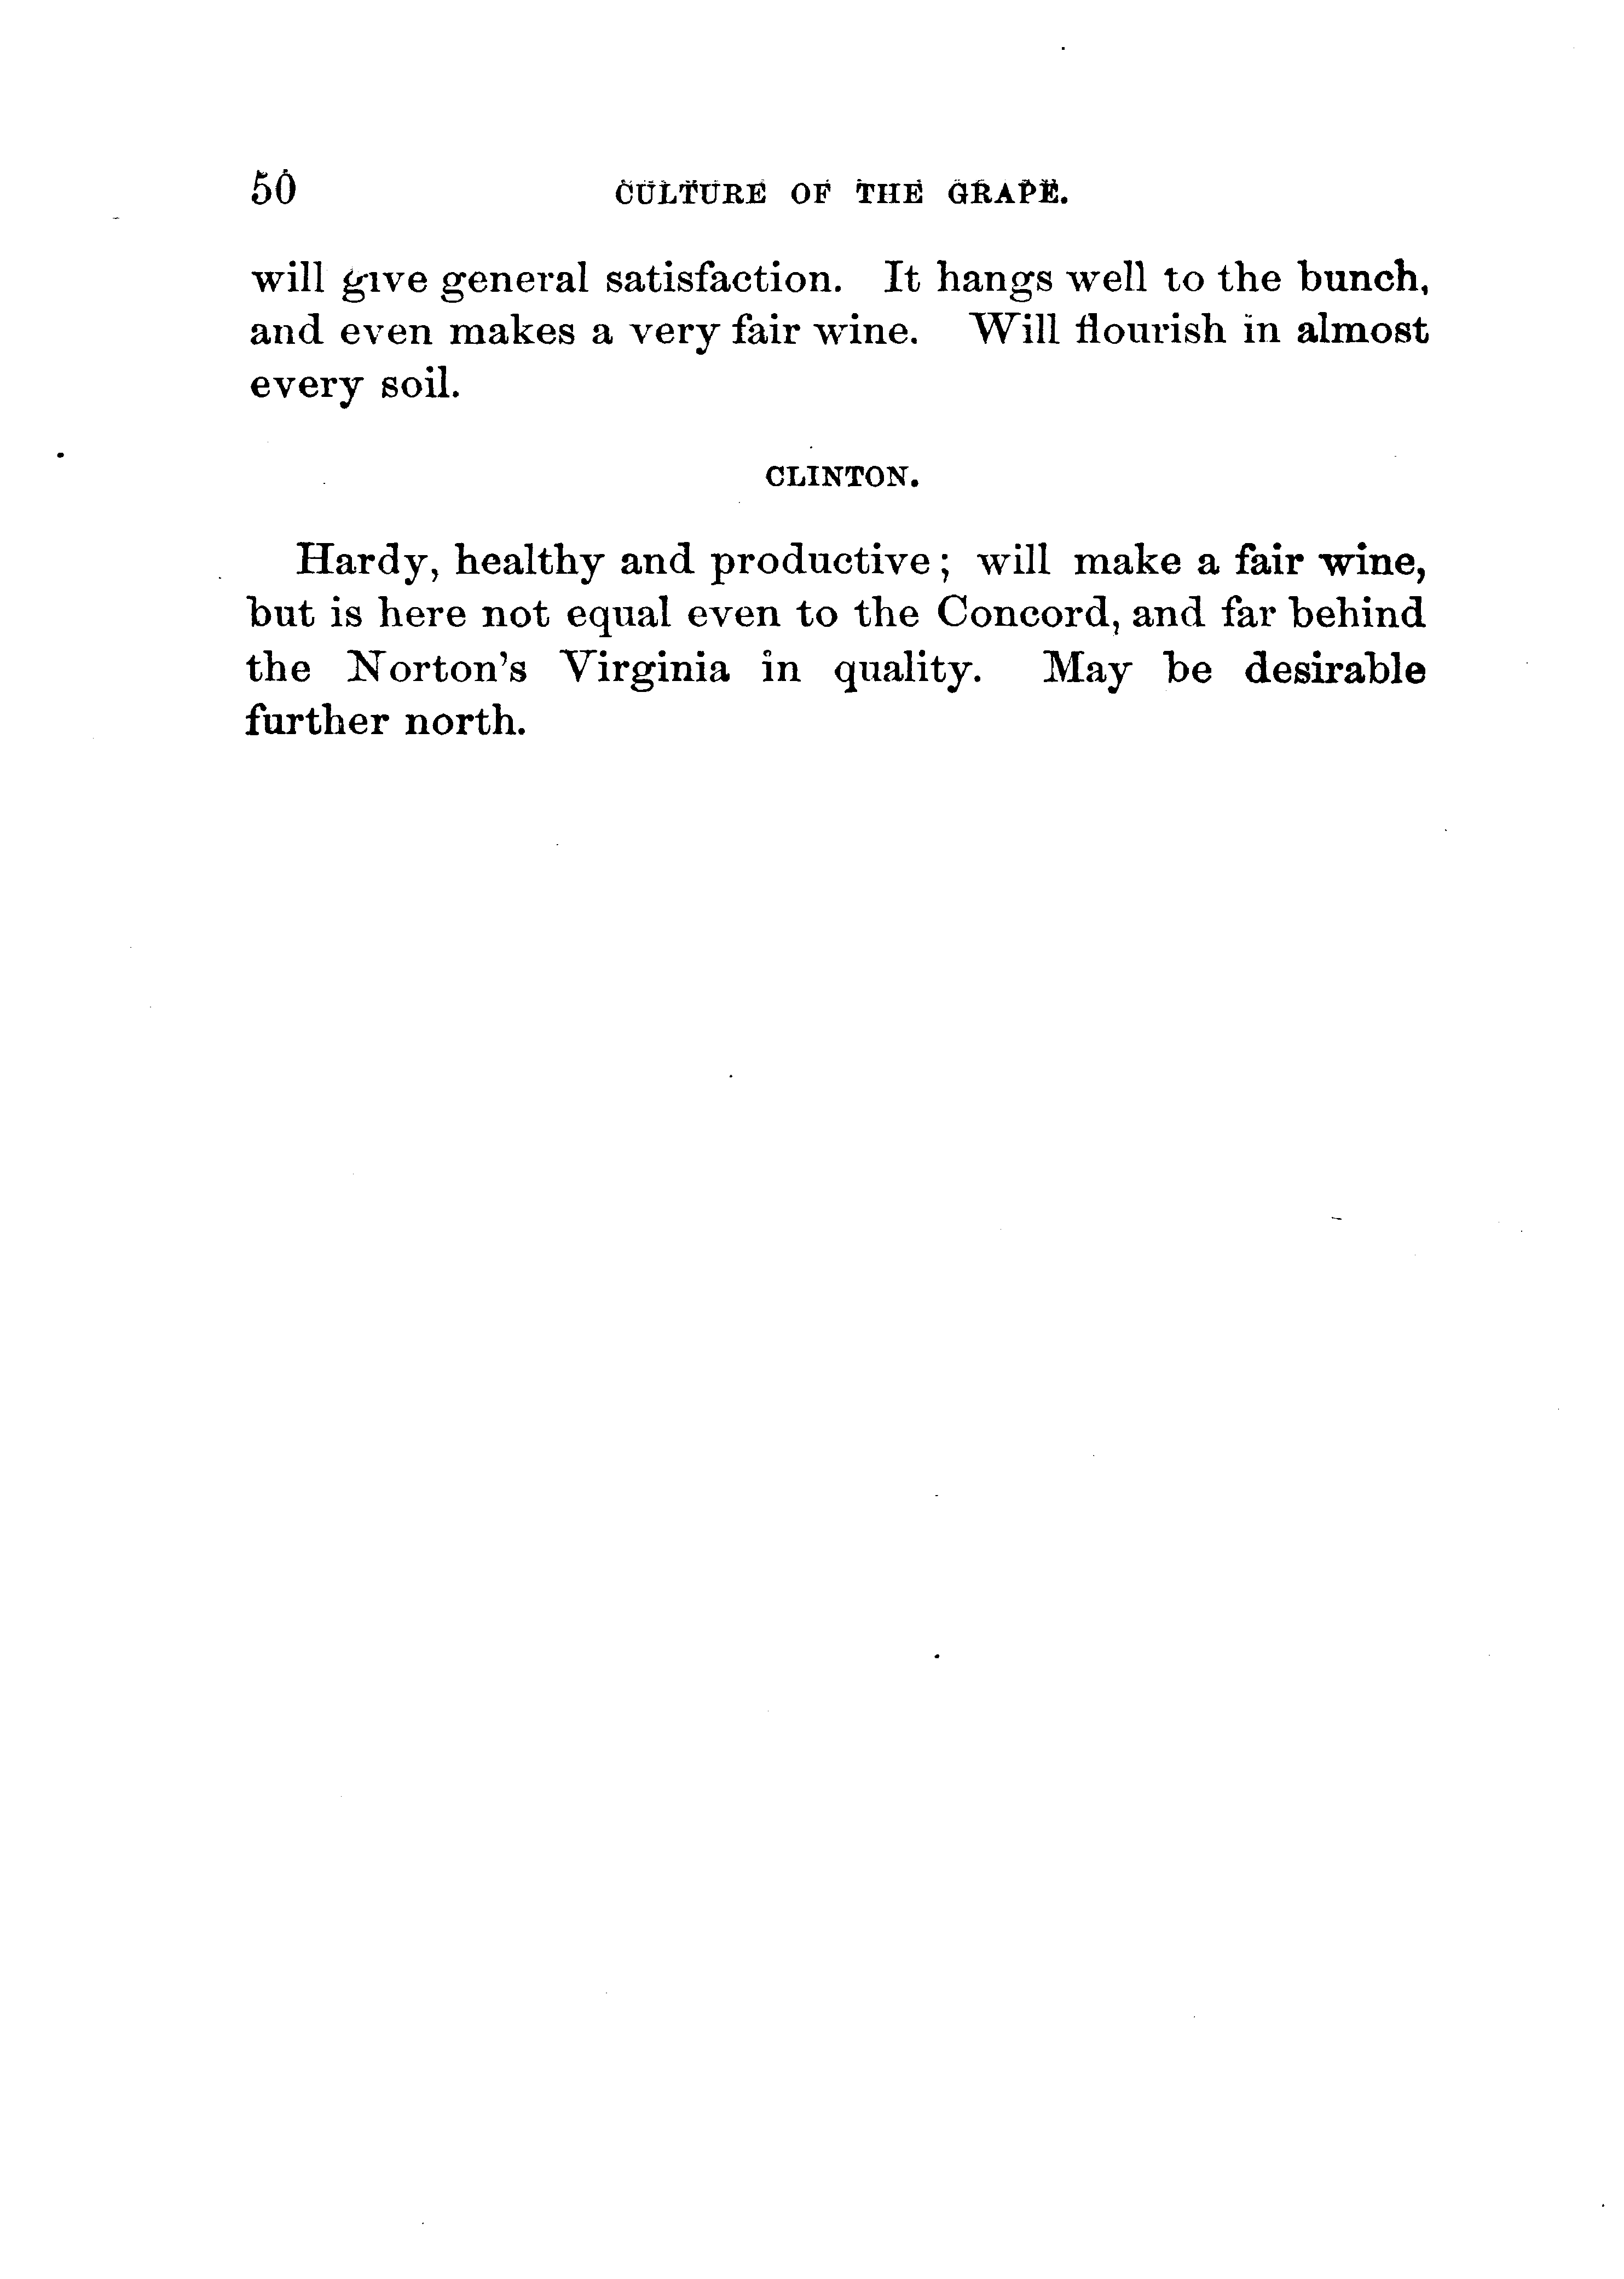 50 CULTURE OF THE GRAPE.
will give general satisfaction. It hangs well to the bunch,
and even makes a very fair wine. Will flourish in almost
every soil.
CLINTON.
Hardy, healthy and productive; will make a fair wine,
but is here not equal even to the Concord, and far behind
the Norton's Virginia in quality. May be desirable
further north.